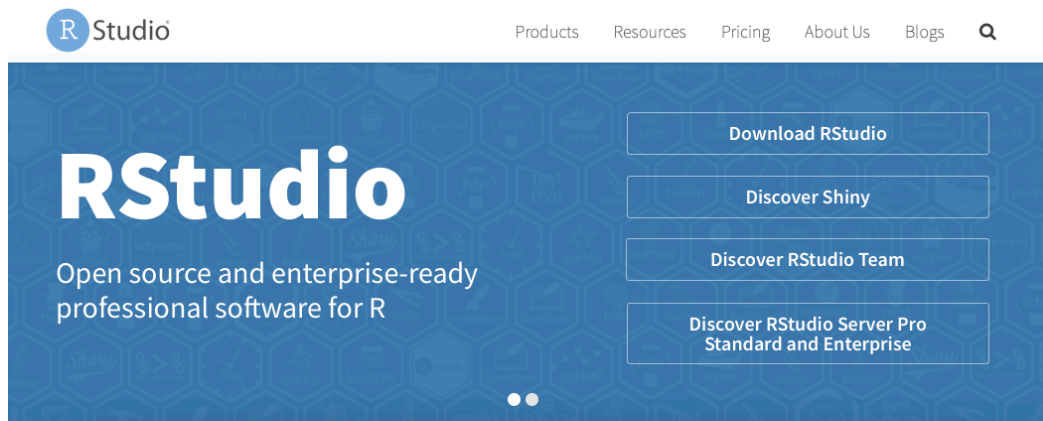 R Studio
Products Resources Pricing About Us Blogs
RStudio
Open source and enterprise-ready
professional software for R
Download RStudio
Discover Shiny
Discover RStudio Team
Discover RStudio Server Pro
Standard and Enterprise